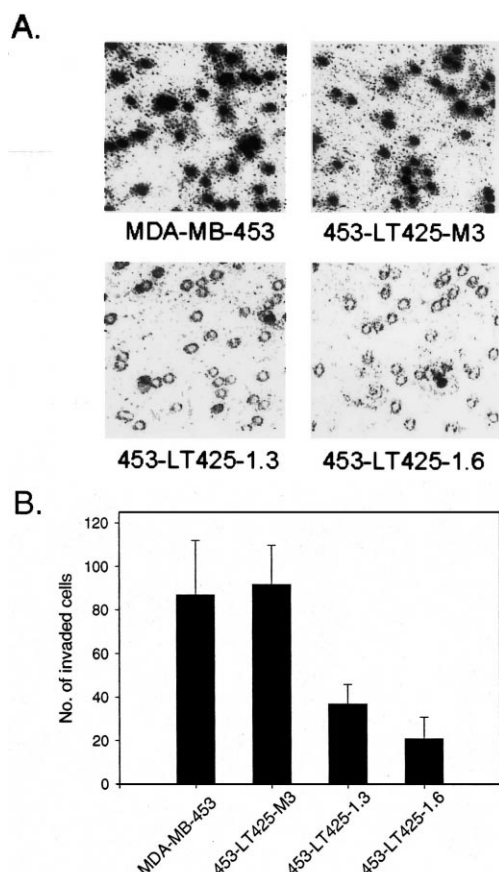 A.
MDA-MB-453 453-LT425-M3
453-LT425-1.3 453-LT425-1.6
B.
120
100
80
60
40
20
0
No. of invaded cells
MDA-MB-453
453-LT425-M3
453-LT425-1.3
453-LT425-1.6